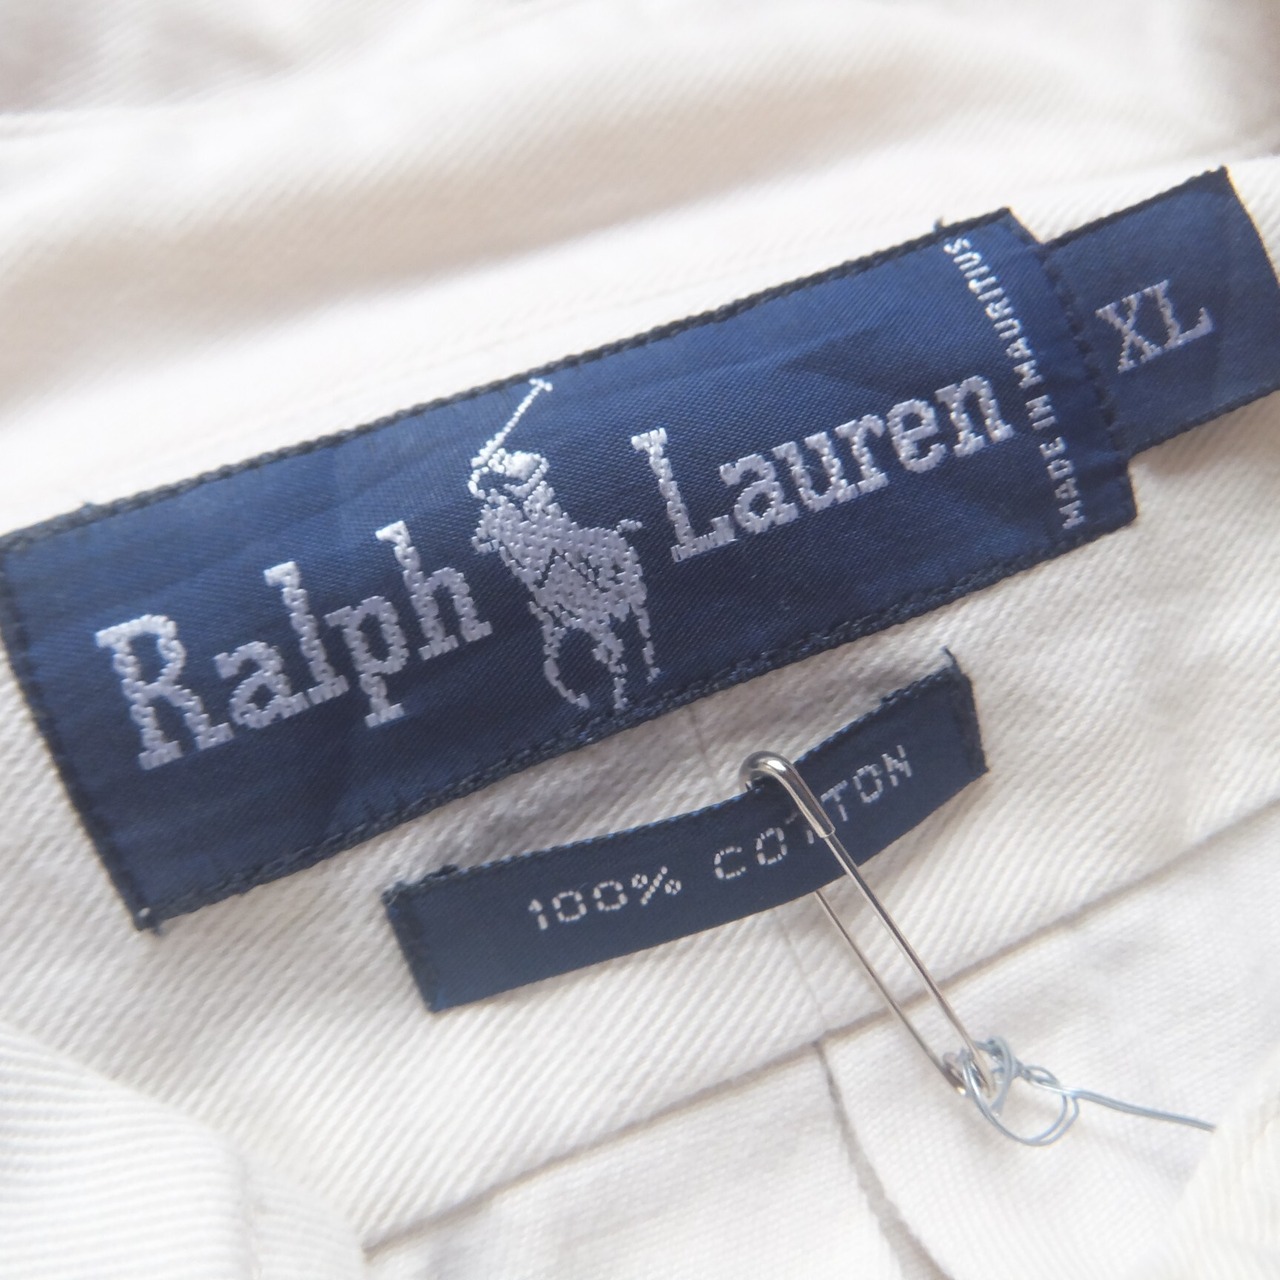 Ralph Lauren
MADE IN MAURITIUS
XL
100% COTTON